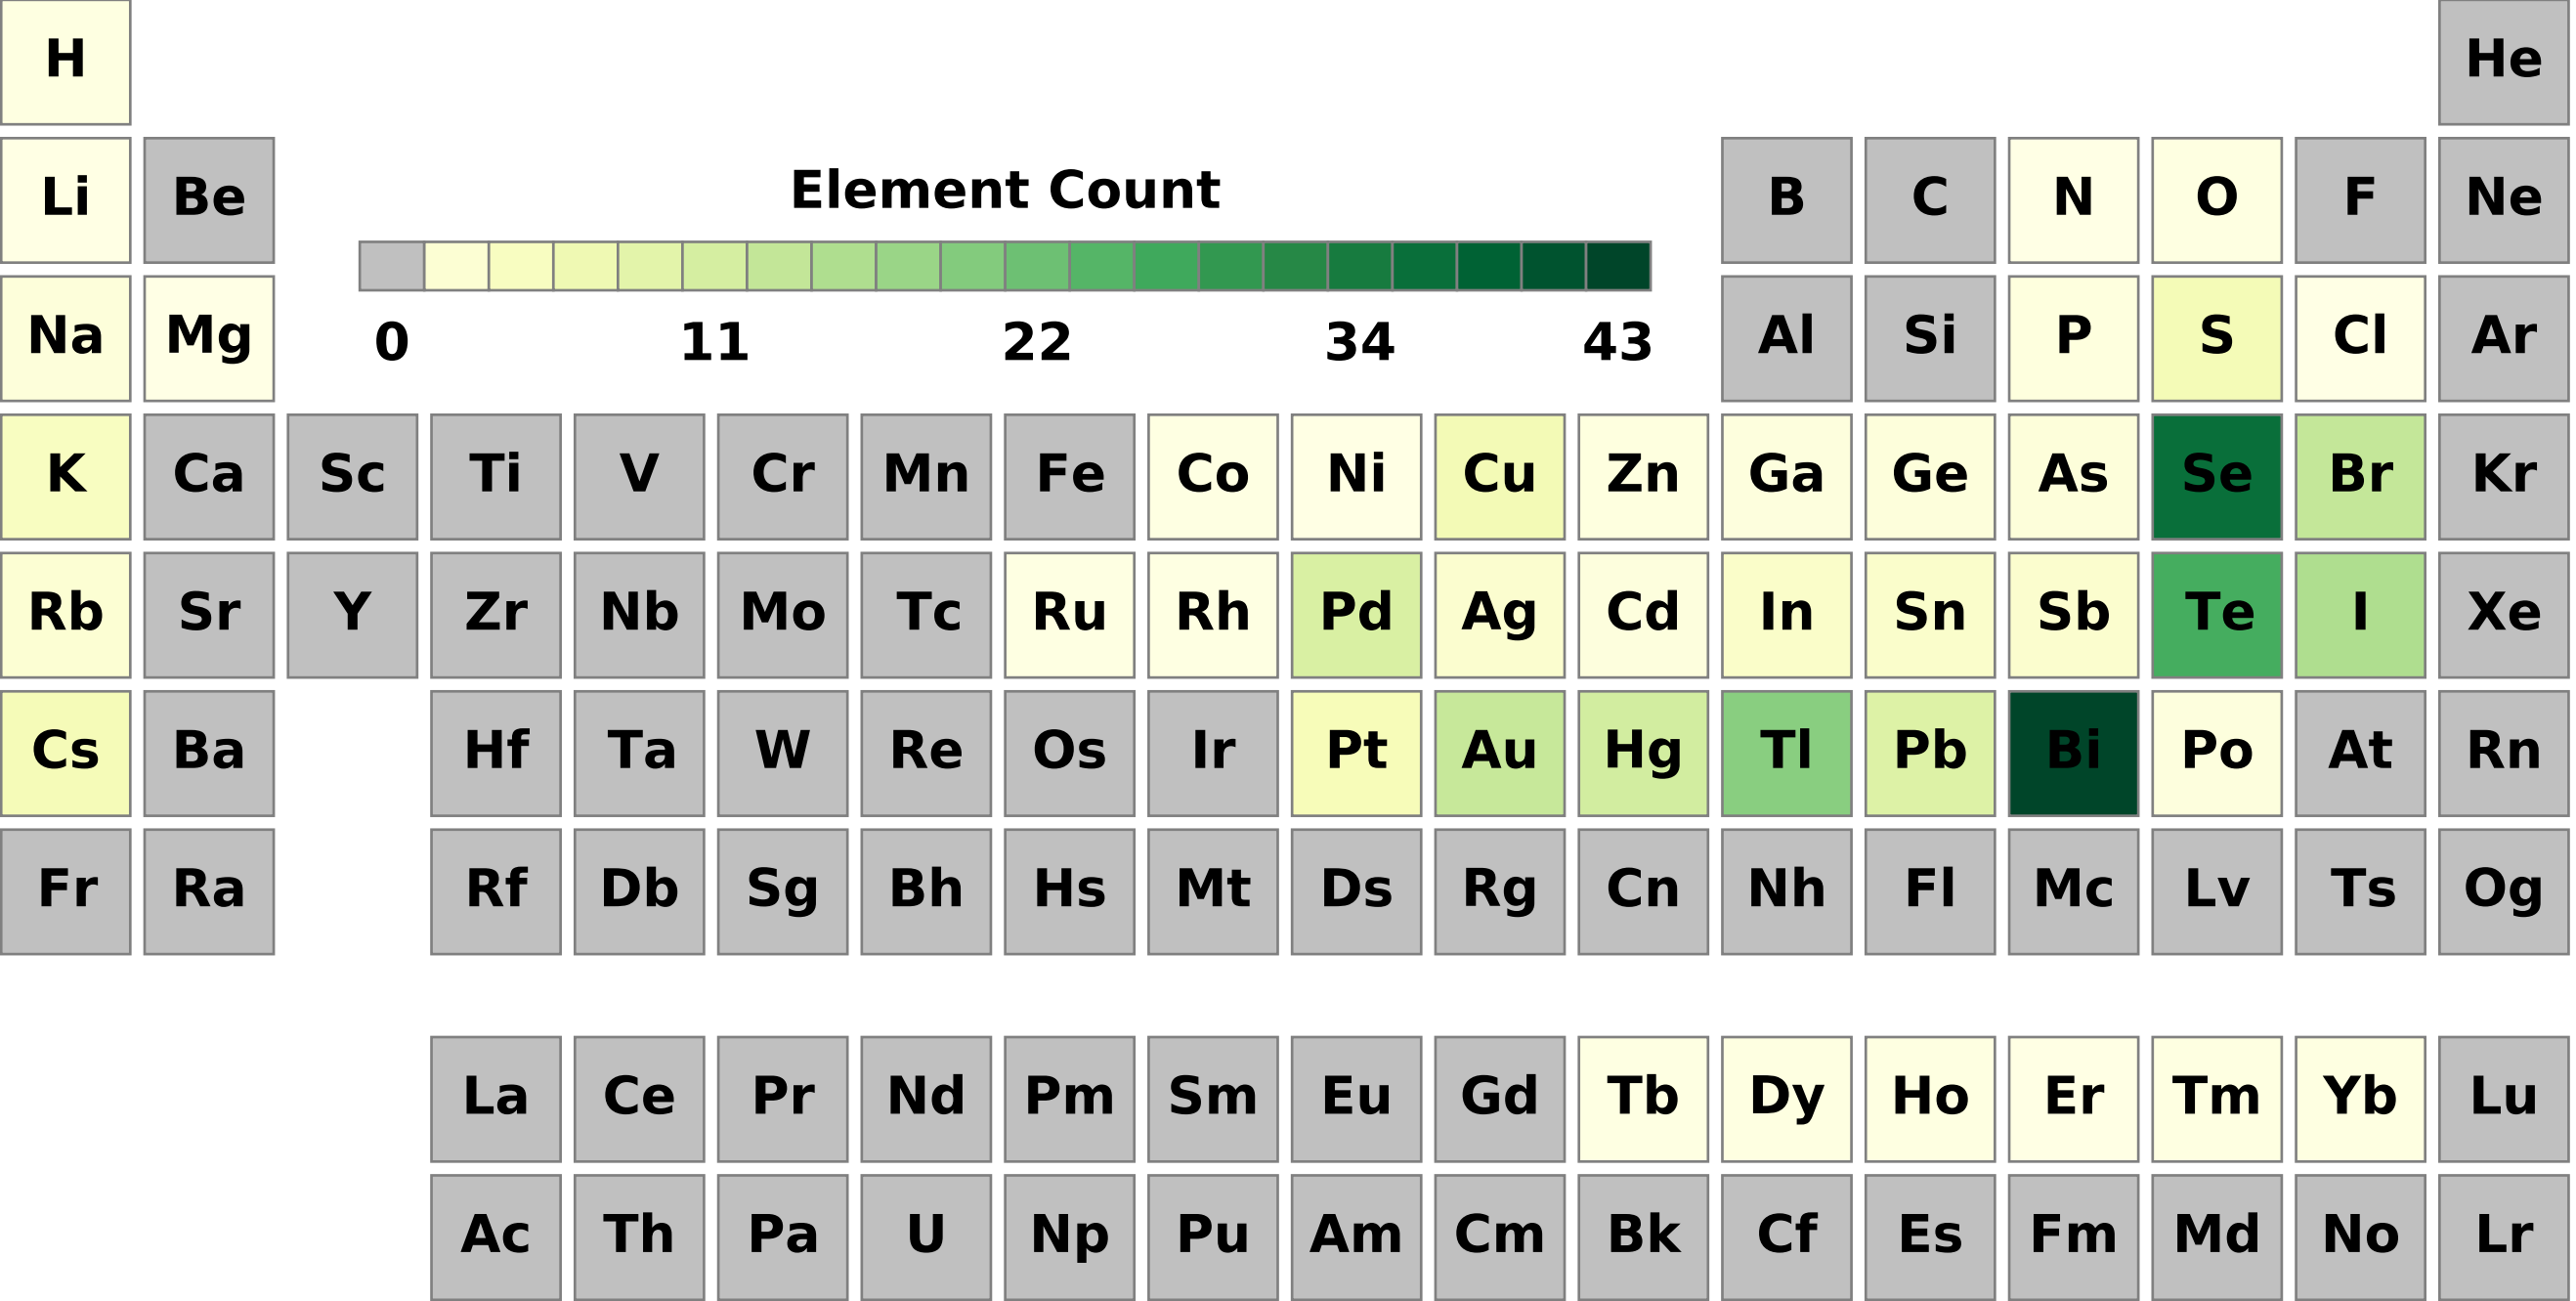 H He
Li Be B C N O F Ne
Element Count
Na Mg Al Si P S Cl Ar
0 11 22 34 43
K Ca Sc Ti V Cr Mn Fe Co Ni Cu Zn Ga Ge As Se Br Kr
Rb Sr Y Zr Nb Mo Tc Ru Rh Pd Ag Cd In Sn Sb Te I Xe
Cs Ba Hf Ta W Re Os Ir Pt Au Hg Tl Pb Bi Po At Rn
Fr Ra Rf Db Sg Bh Hs Mt Ds Rg Cn Nh Fl Mc Lv Ts Og
La Ce Pr Nd Pm Sm Eu Gd Tb Dy Ho Er Tm Yb Lu
Ac Th Pa U Np Pu Am Cm Bk Cf Es Fm Md No Lr